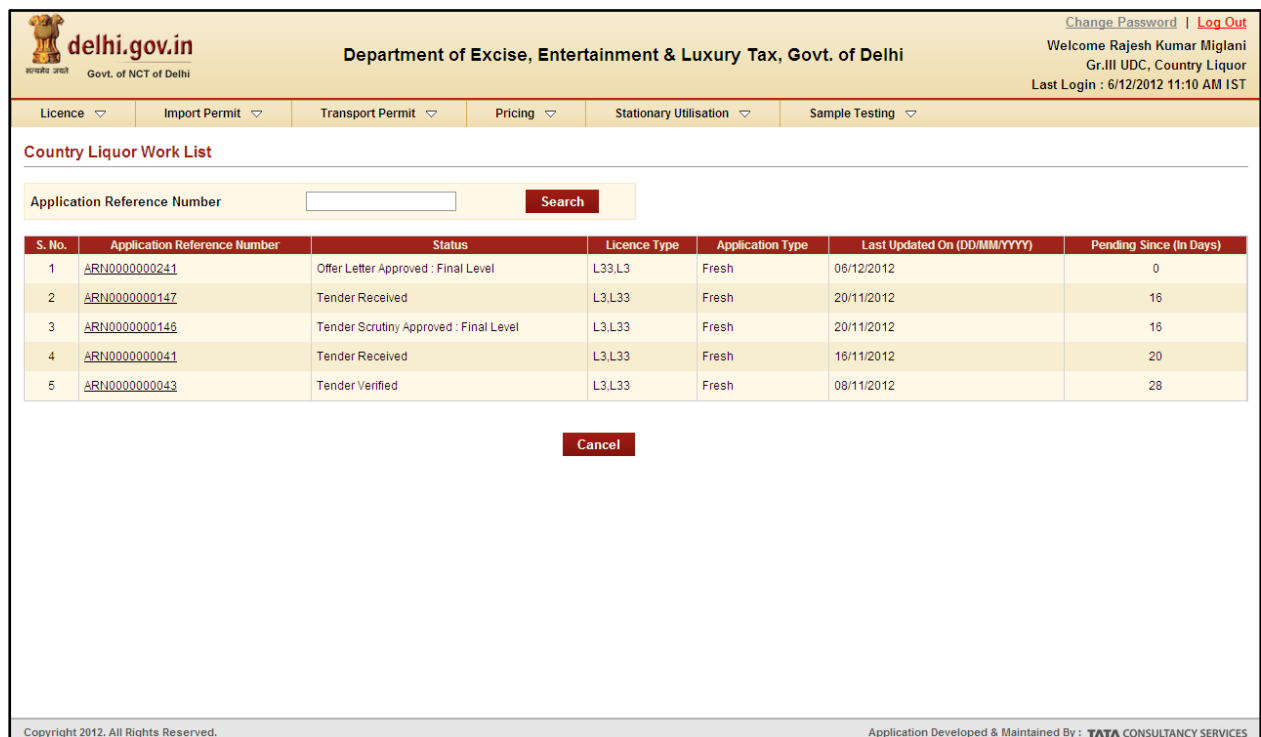 Change Password | Log Out
delhi.gov.in
सत्यमेव जयते
Govt. of NCT of Delhi
Department of Excise, Entertainment & Luxury Tax, Govt. of Delhi
Welcome Rajesh Kumar Miglani
Gr.III UDC, Country Liquor
Last Login : 6/12/2012 11:10 AM IST
Licence Import Permit Transport Permit Pricing Stationary Utilisation Sample Testing
Country Liquor Work List
Application Reference Number Search
S. No. Application Reference Number Status Licence Type Application Type Last Updated On (DD/MM/YYYY) Pending Since (In Days)
1 ARN0000000241 Offer Letter Approved : Final Level L33,L3 Fresh 06/12/2012 0
2 ARN0000000147 Tender Received L3,L33 Fresh 20/11/2012 16
3 ARN0000000146 Tender Scrutiny Approved : Final Level L3,L33 Fresh 20/11/2012 16
4 ARN0000000041 Tender Received L3,L33 Fresh 16/11/2012 20
5 ARN0000000043 Tender Verified L3,L33 Fresh 08/11/2012 28
Cancel
Copyright 2012. All Rights Reserved. Application Developed & Maintained By : TATA CONSULTANCY SERVICES